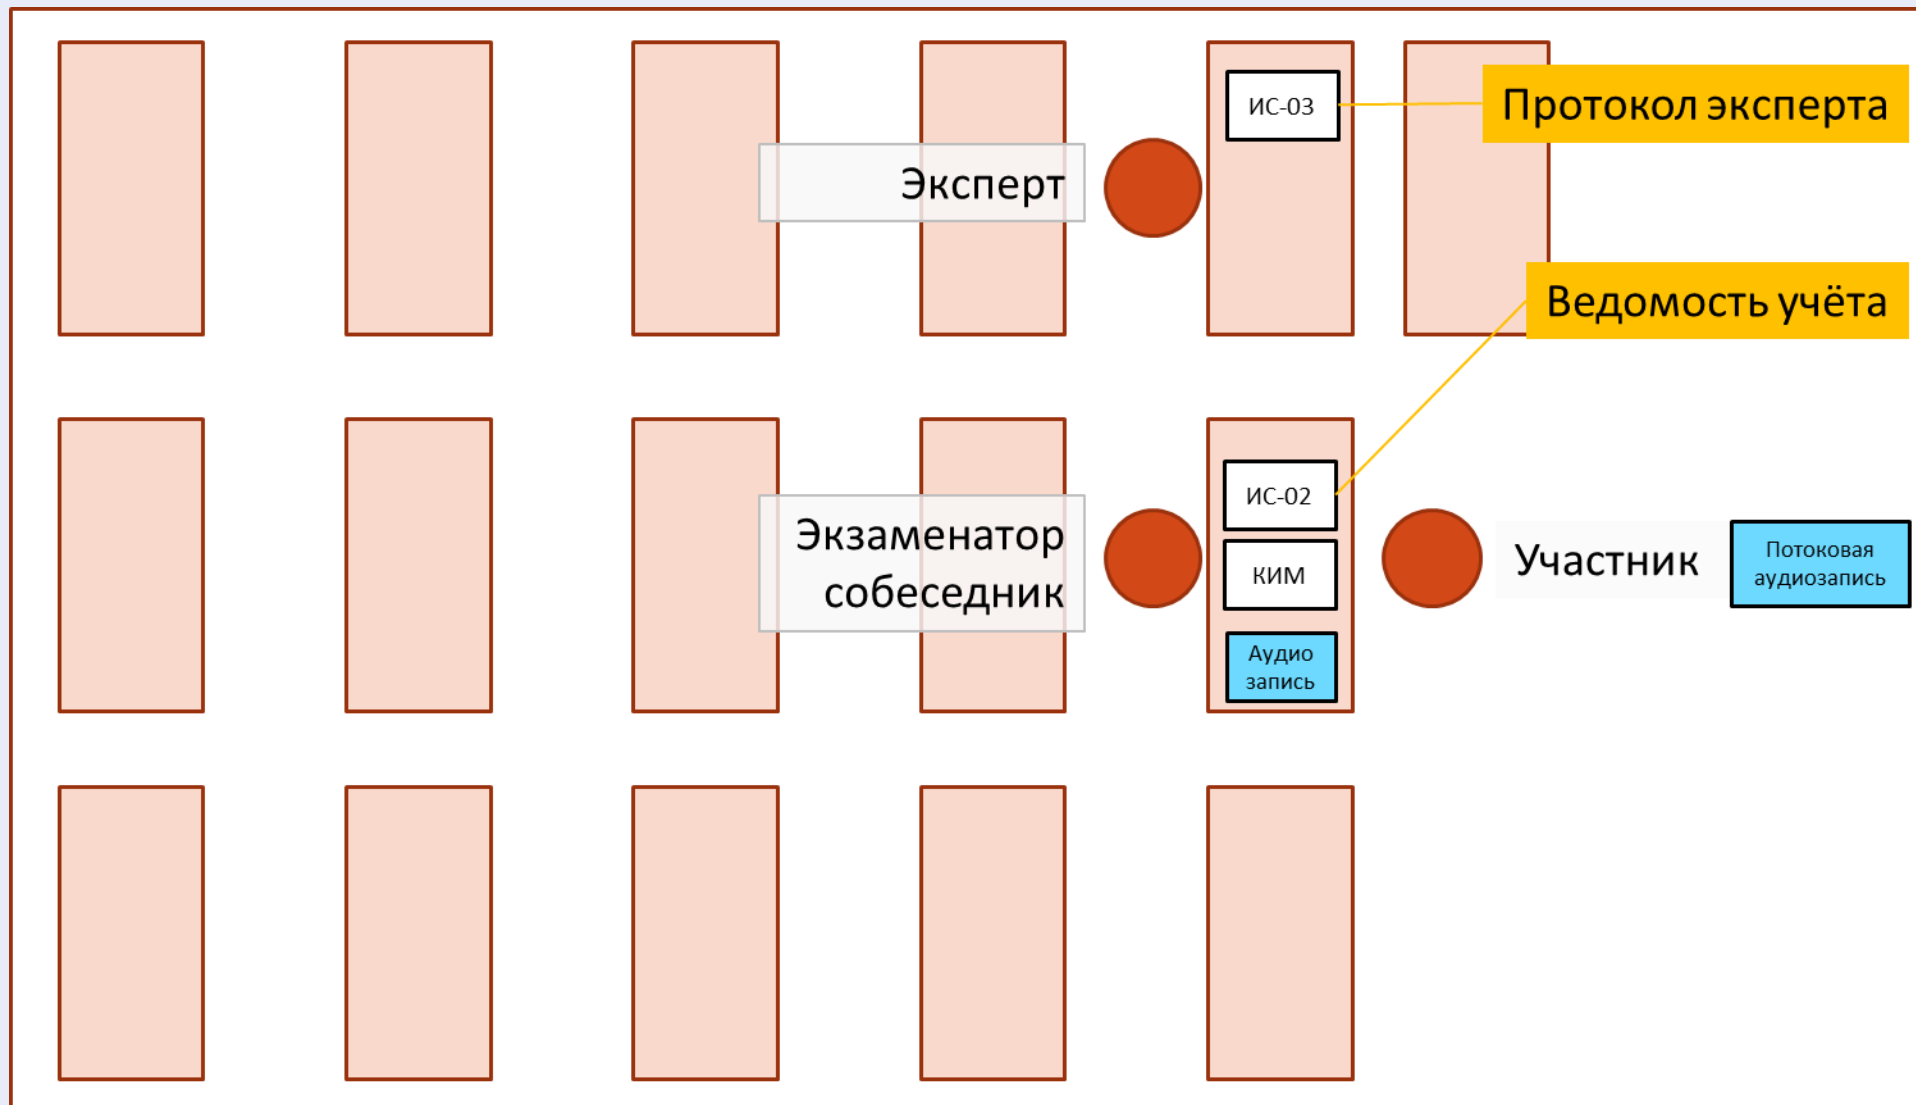 ИС-03
Протокол эксперта
Эксперт
Ведомость учёта
ИС-02
Экзаменатор
собеседник
КИМ
Участник
Потоковая
аудиозапись
Аудио
запись